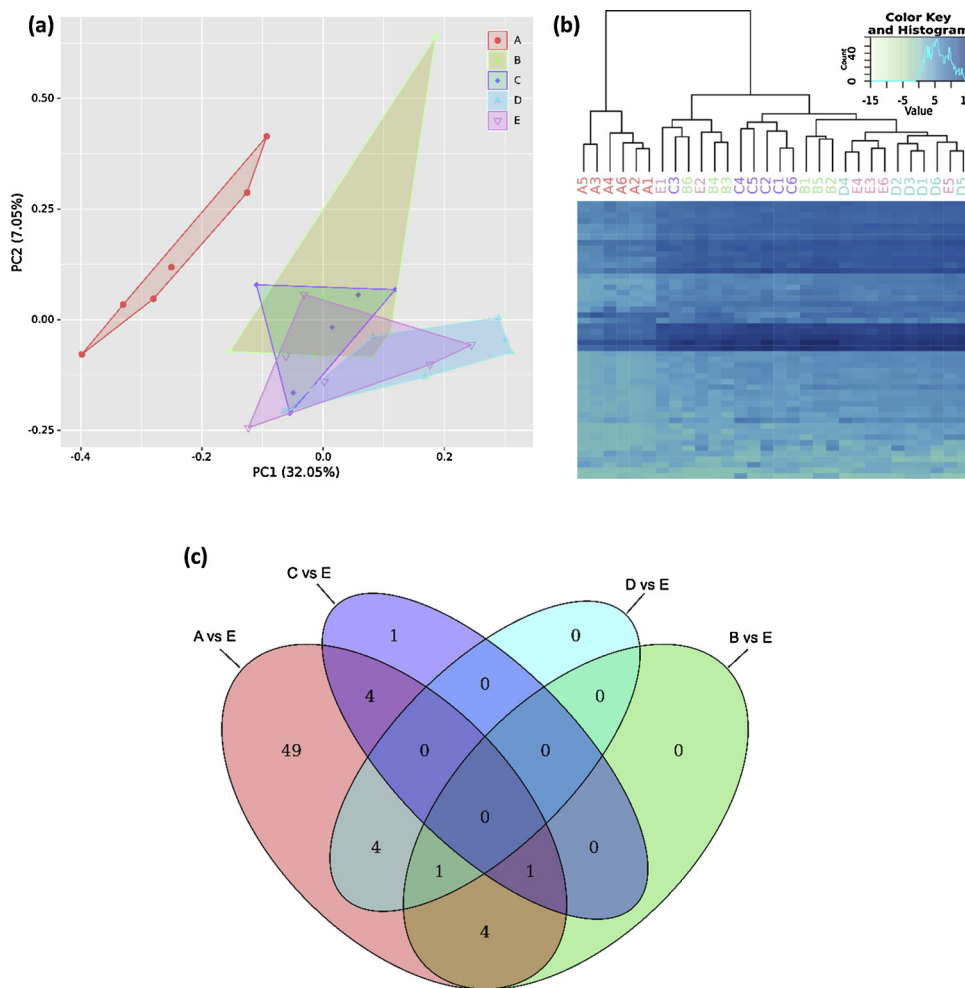 (a)
A
B
C
D
E
PC2 (7.05%)
0.50
0.25
0.00
-0.25
-0.4
-0.2
0.0
0.2
PC1 (32.05%)
(b)
Color Key
and Histogram
Count
0 40
-15 -5 5 1
Value
A5 A3 A4 A6 A2 A1 E1 C3 B6 E2 B4 B3 C4 C5 C2 C1 C6 B1 B5 B2 D4 E4 E3 E6 D2 D3 D1 D6 E5 D5
(c)
C vs E
D vs E
A vs E
B vs E
1
0
4
0
0
49
0
0
0
0
4
1
1
0
4